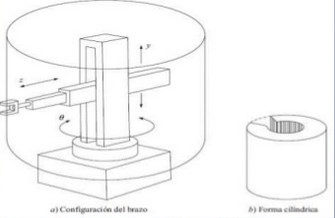 y
z
θ
a) Configuración del brazo
b) Forma cilíndrica